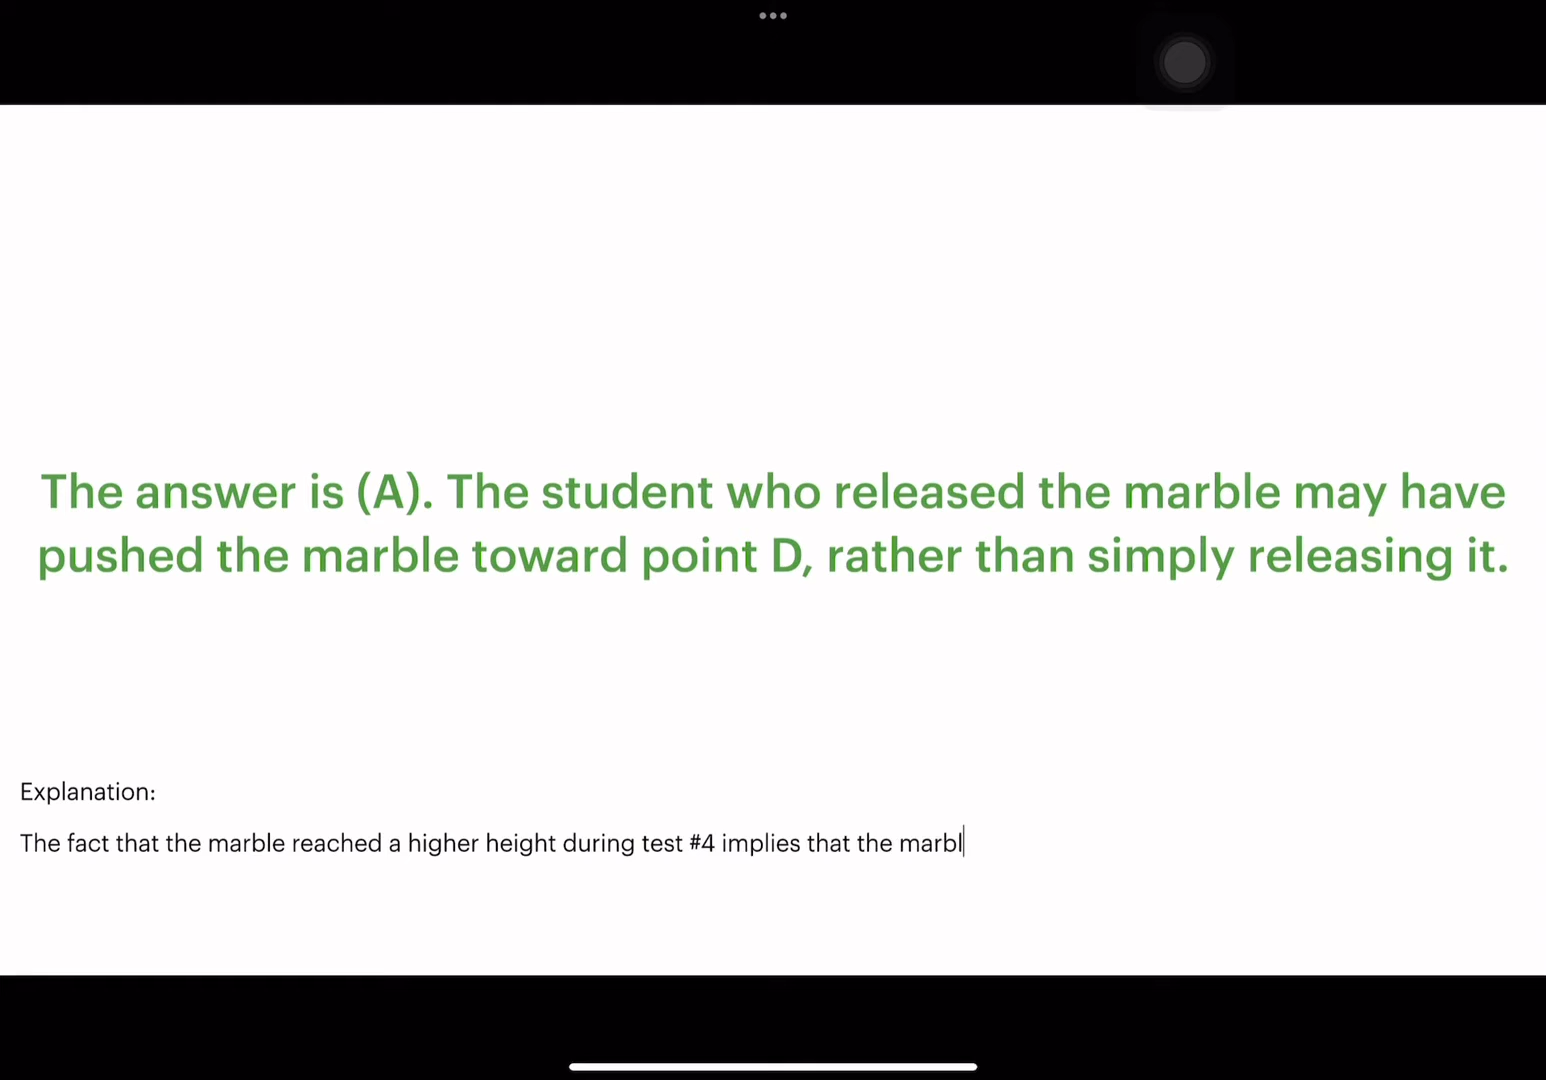 The answer is (A). The student who released the marble may have
pushed the marble toward point D, rather than simply releasing it.
Explanation:
The fact that the marble reached a higher height during test #4 implies that the marbl